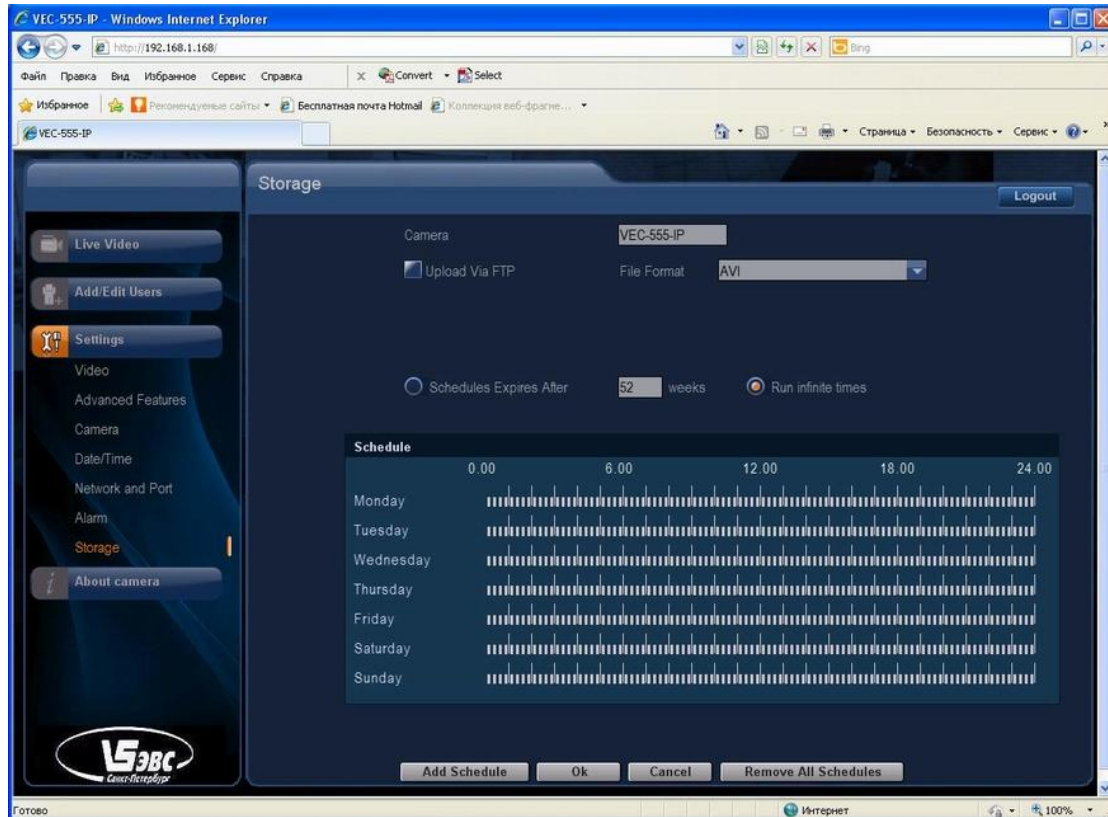 VEC-555-IP - Windows Internet Explorer
http://192.168.1.168/
Bing
Файл Правка Вид Избранное Сервис Справка
x Convert Select
Избранное Рекомендуемые сайты Бесплатная почта Hotmail Коллекция веб-фрагме...
VEC-555-IP
Страница Безопасность Сервис
Storage
Logout
Camera VEC-555-IP
Upload Via FTP File Format AVI
Schedules Expires After 52 weeks Run infinite times
Live Video
Add/Edit Users
Settings
Video
Advanced Features
Camera
Date/Time
Network and Port
Alarm
Storage
About camera
Schedule
0.00 6.00 12.00 18.00 24.00
Monday
Tuesday
Wednesday
Thursday
Friday
Saturday
Sunday
ЭВС
Санкт-Петербург
Add Schedule Ok Cancel Remove All Schedules
Готово Интернет 100%